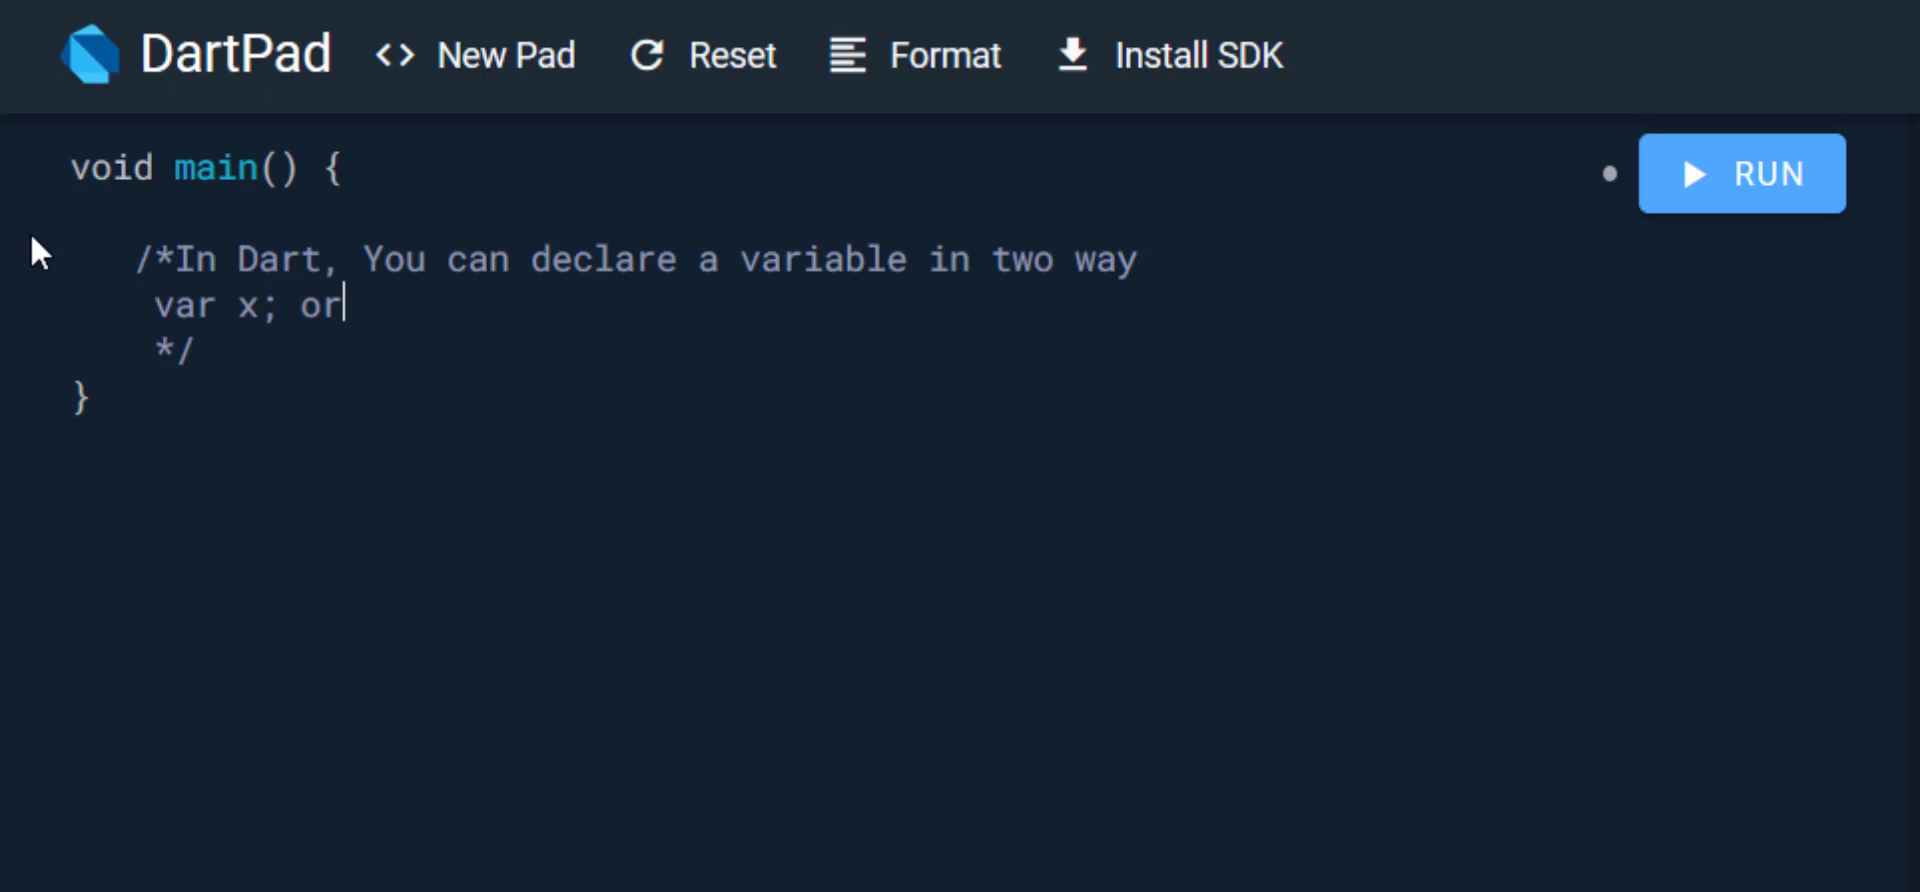 DartPad <> New Pad Reset Format Install SDK
void main() {
RUN
/*In Dart, You can declare a variable in two way
var x; or
*/
}